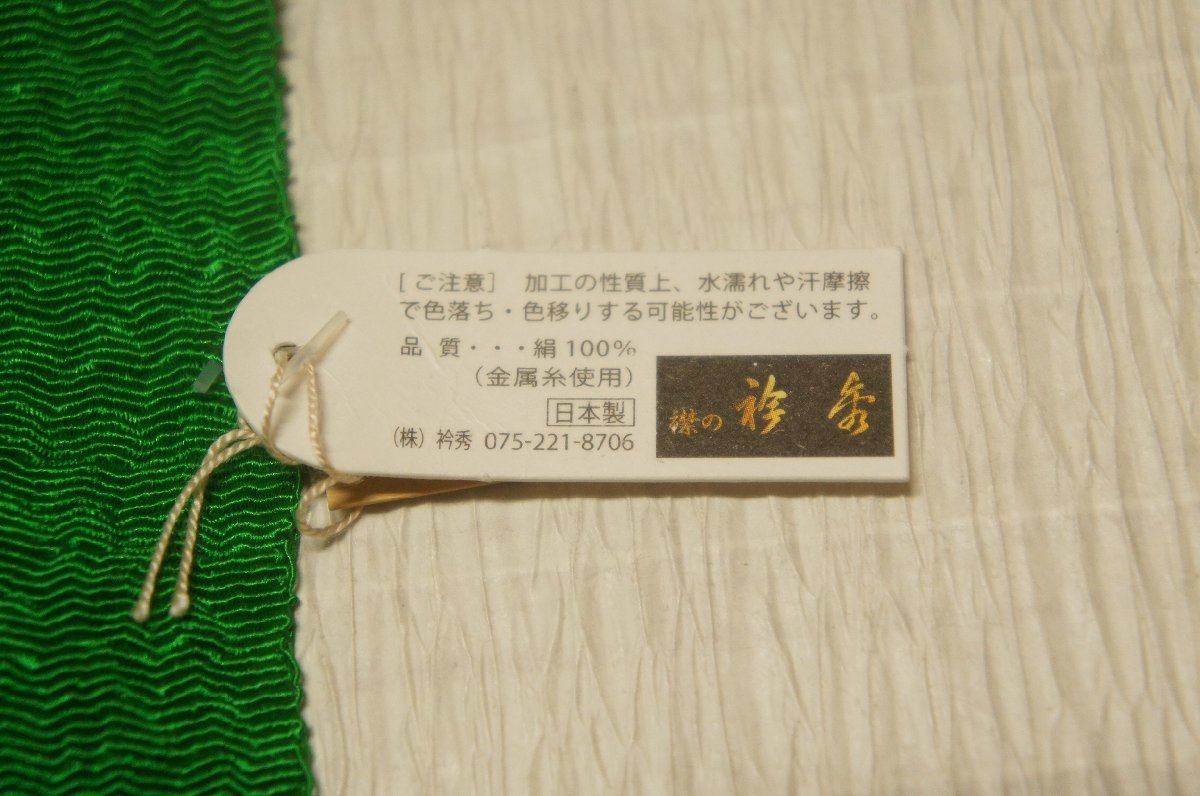 [ご注意] 加工の性質上、水濡れや汗摩擦
で色落ち・色移りする可能性がございます。
品 質・・・絹 100%
(金属糸使用)
日本製
(株) 衿秀 075-221-8706
襟の 衿秀